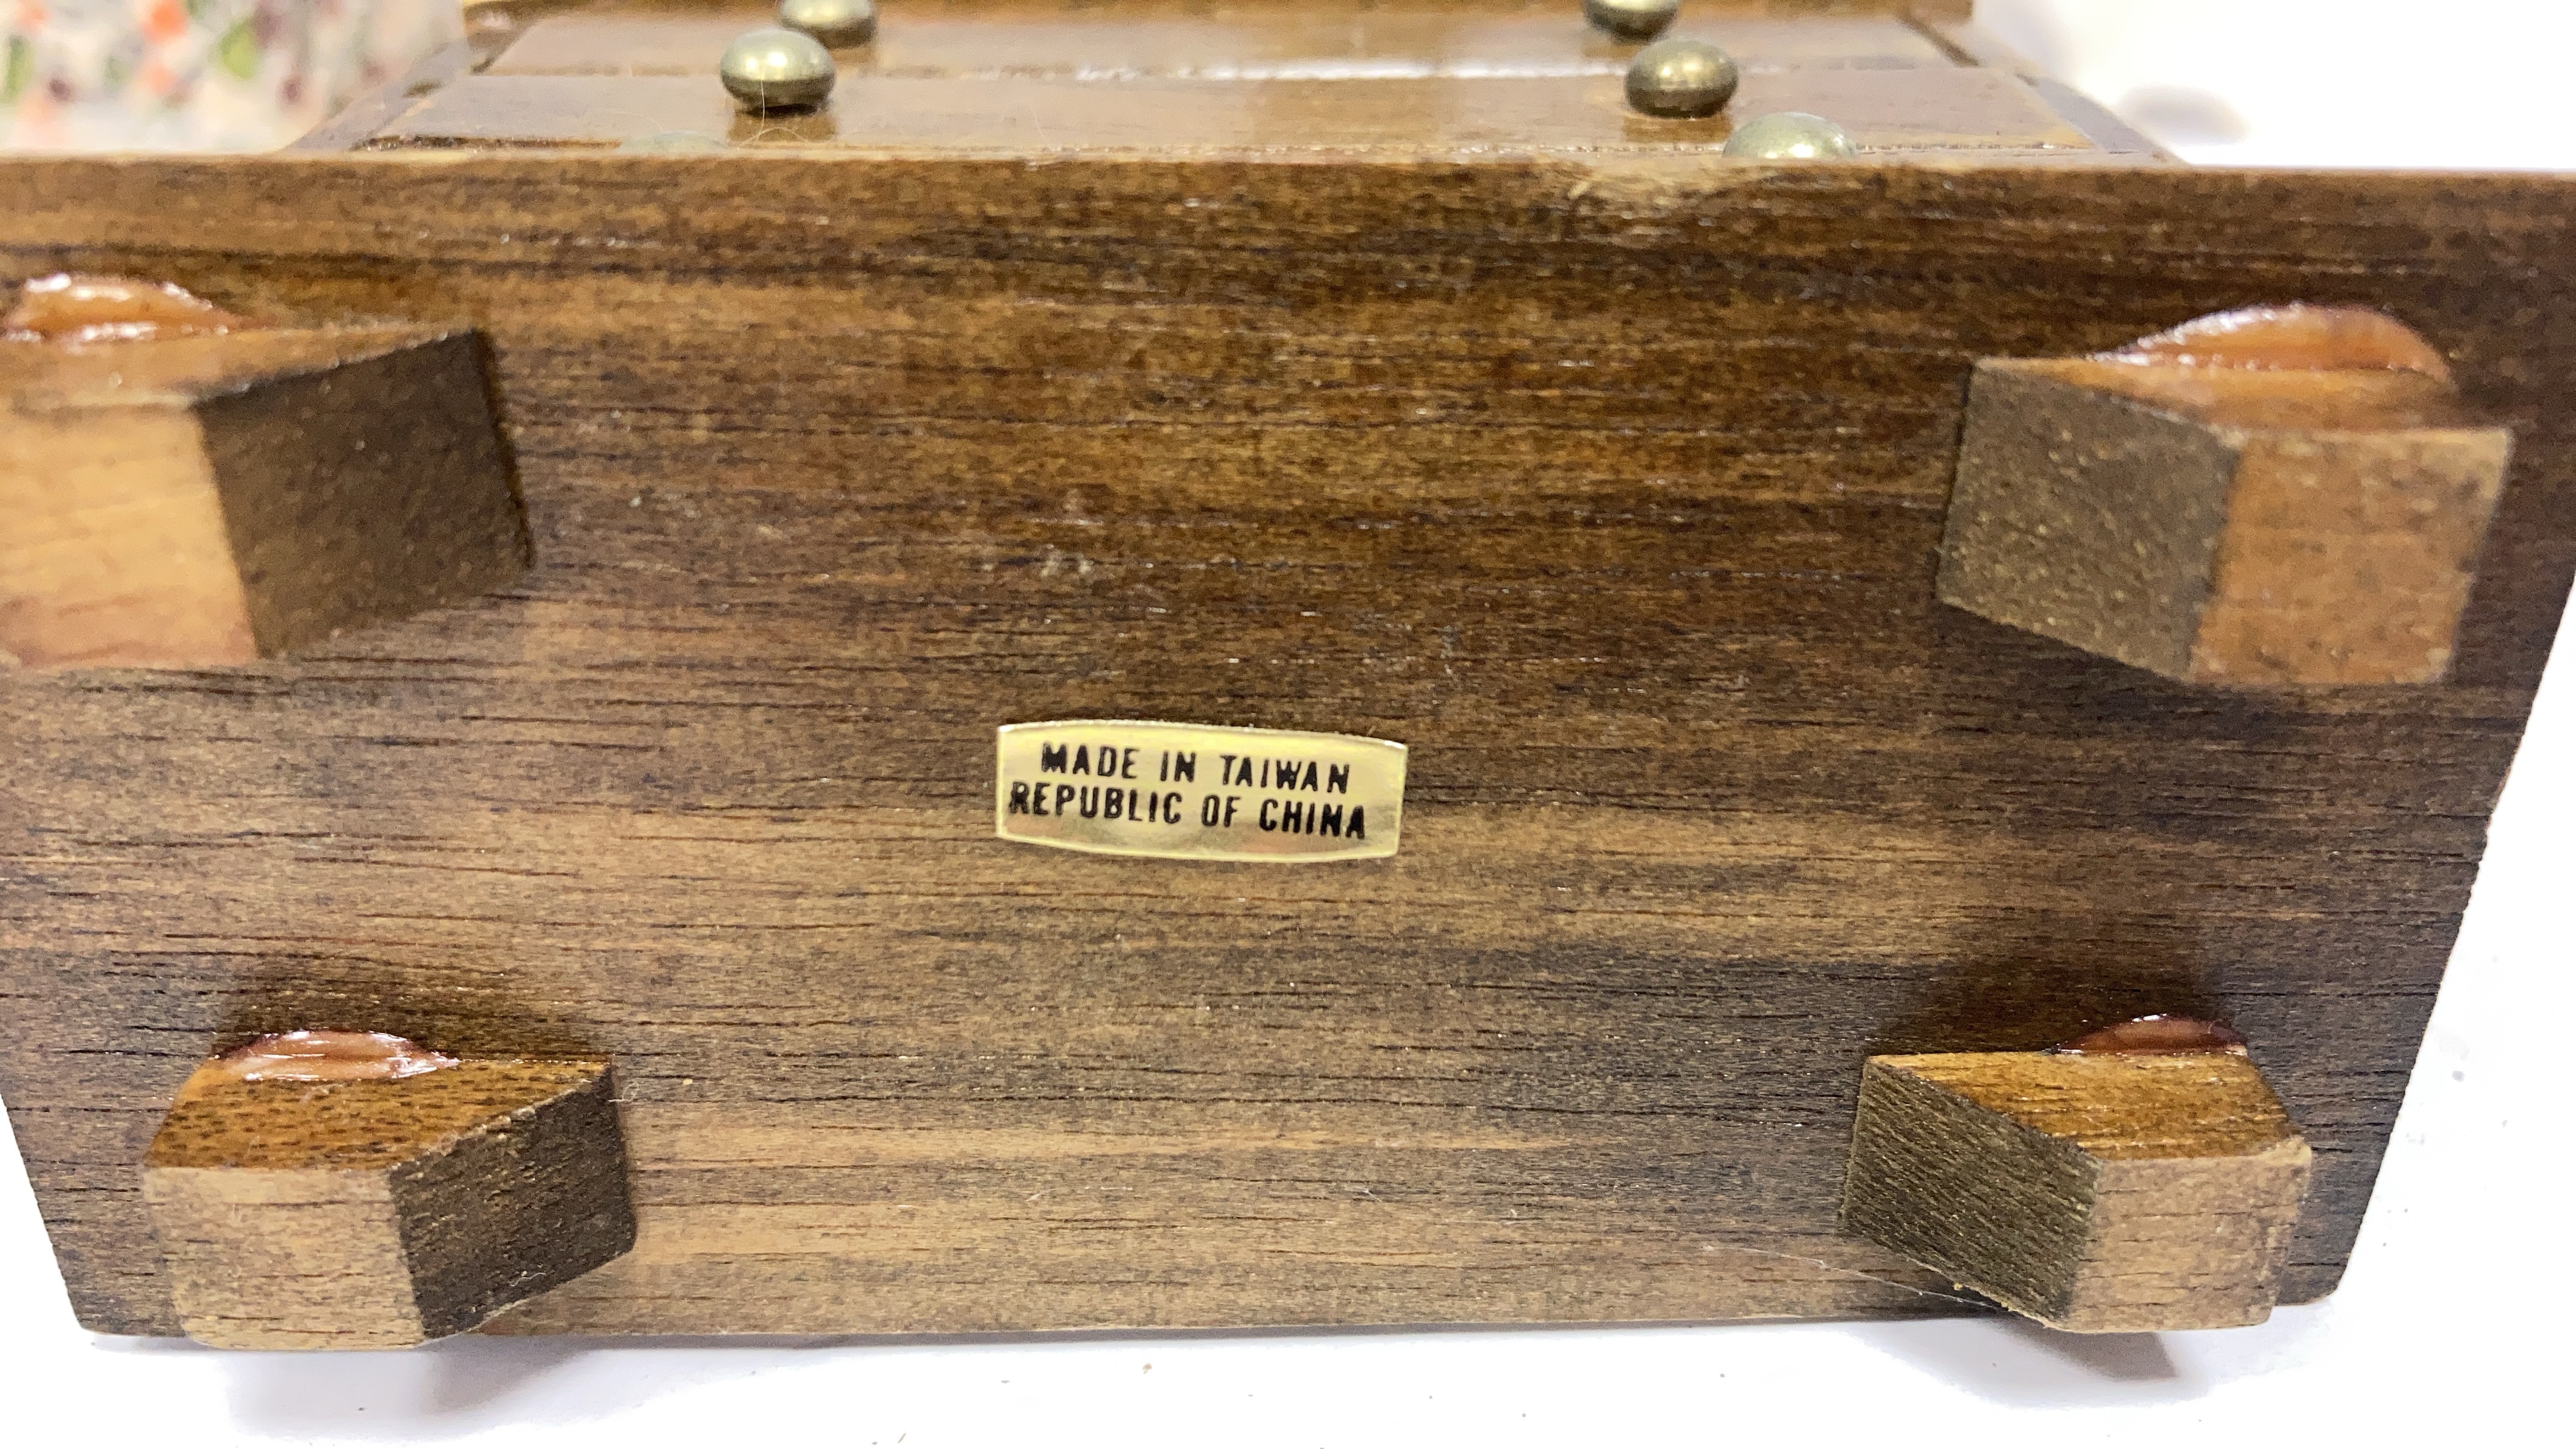 MADE IN TAIWAN
REPUBLIC OF CHINA